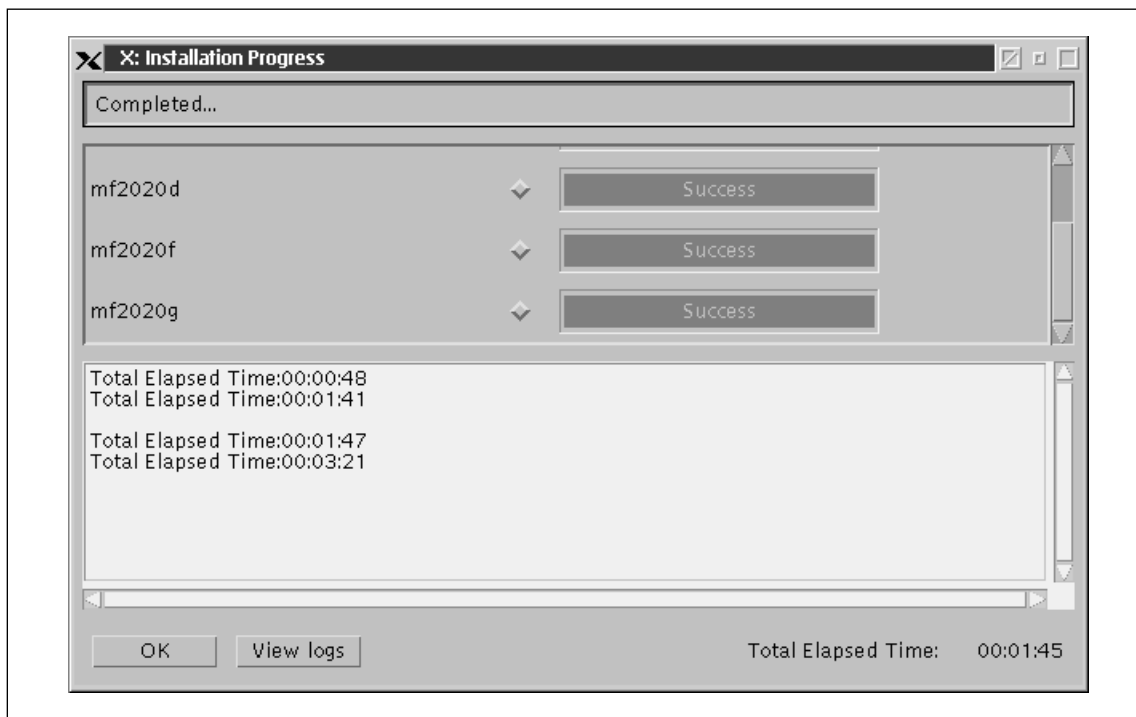 X: Installation Progress
Completed...
mf2020d Success
mf2020f Success
mf2020g Success
Total Elapsed Time:00:00:48
Total Elapsed Time:00:01:41
Total Elapsed Time:00:01:47
Total Elapsed Time:00:03:21
OK View logs Total Elapsed Time: 00:01:45